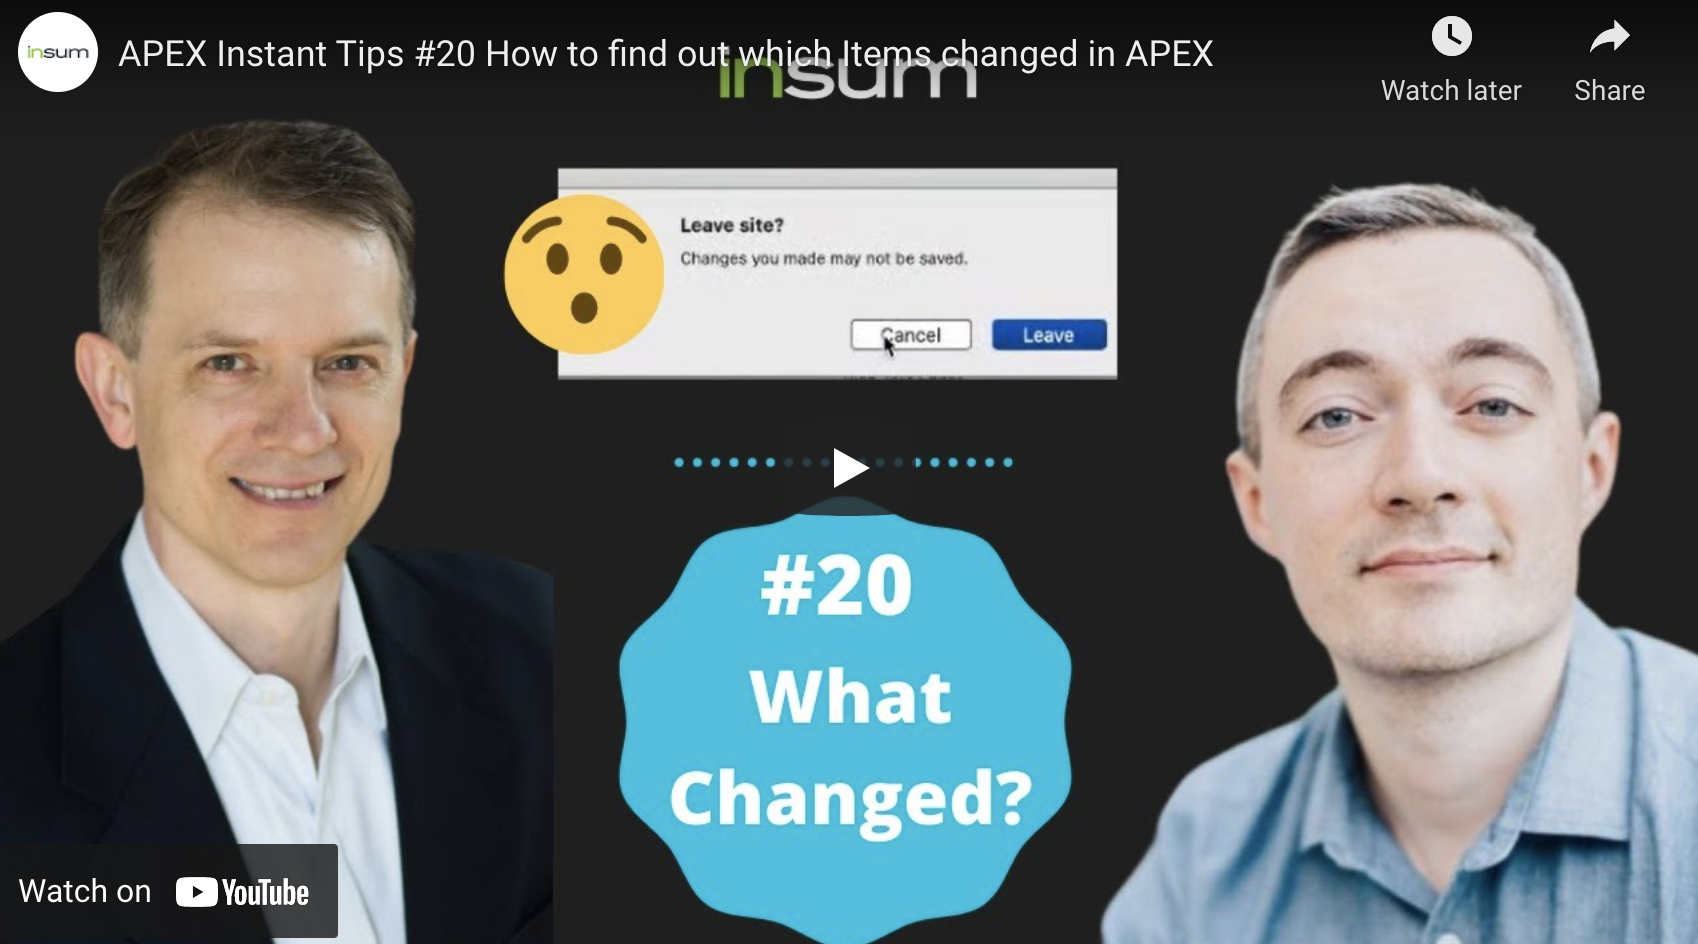 insum
APEX Instant Tips #20 How to find out which Items changed in APEX
Watch later
Share
insum
Leave site?
Changes you made may not be saved.
Cancel
Leave
#20
What
Changed?
Watch on YouTube